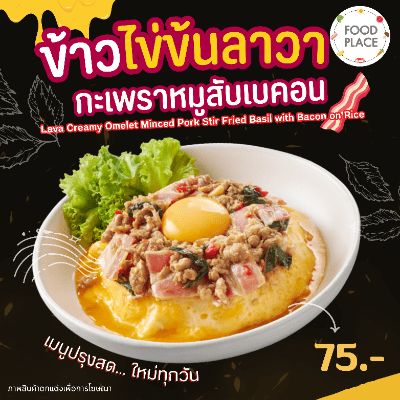 FOOD
PLACE
ข้าวไข่ข้นลาวา
กะเพราหมูสับเบคอน
Lava Creamy Omelet Minced Pork Stir Fried Basil with Bacon on Rice
เมนูปรุงสด... ใหม่ทุกวัน
75.-
ภาพสินค้าตกแต่งเพื่อการโฆษณา